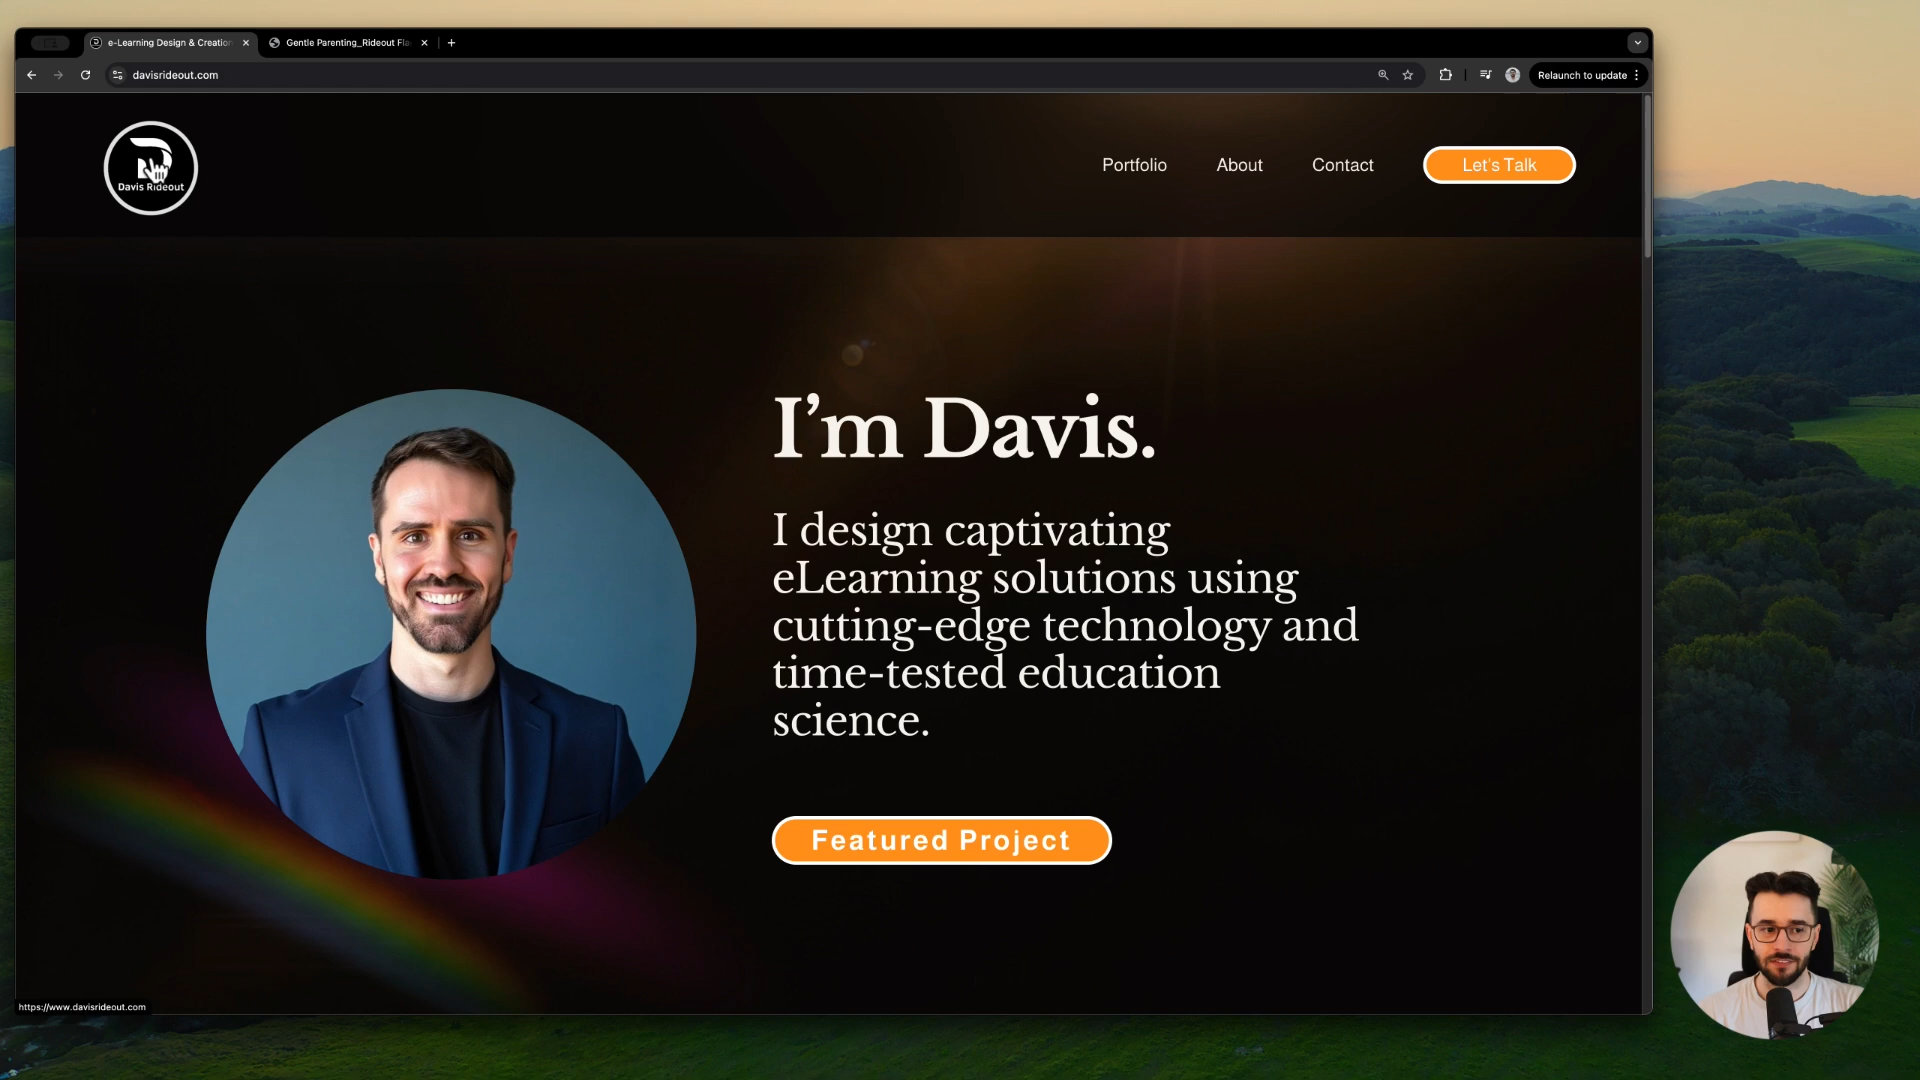 e-Learning Design & Creation
Gentle Parenting_Rideout Fla
davisrideout.com
Relaunch to update
Davis Rideout
Portfolio
About
Contact
Let's Talk
I'm Davis.
I design captivating
eLearning solutions using
cutting-edge technology and
time-tested education
science.
Featured Project
https://www.davisrideout.com